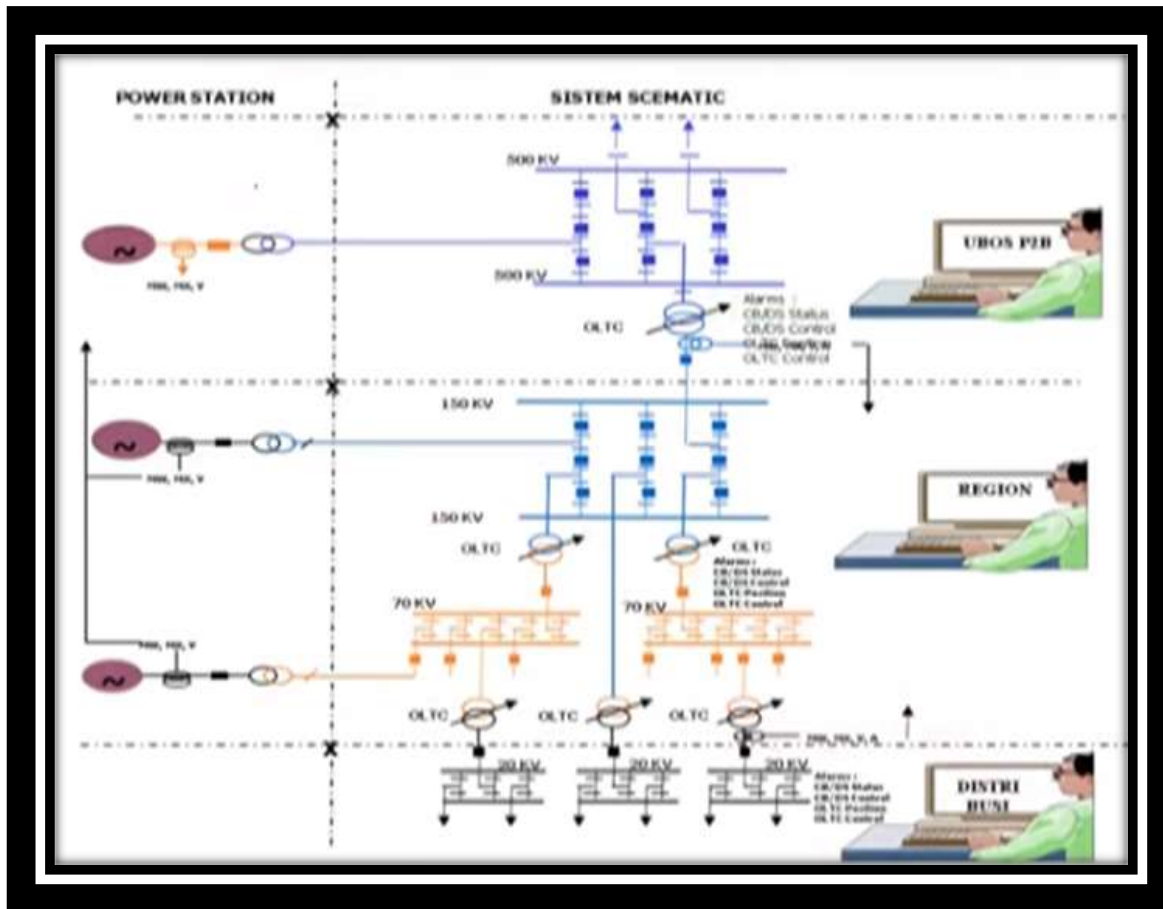 POWER STATION
SISTEM SCEMATIC
500 KV
UBOS P2B
500 KV
Alarms :
CB/DS Status
CB/DS Control
OLTC
OLTC Control
150 KV
REGION
150 KV
OLTC
OLTC
Alarms :
CB/DS Status
CB/DS Control
OLTC Position
OLTC Control
70 KV
70 KV
OLTC
OLTC
OLTC
20 KV
20 KV
20 KV
Alarms :
CB/DS Status
CB/DS Control
OLTC Position
OLTC Control
DISTRI
BUSI